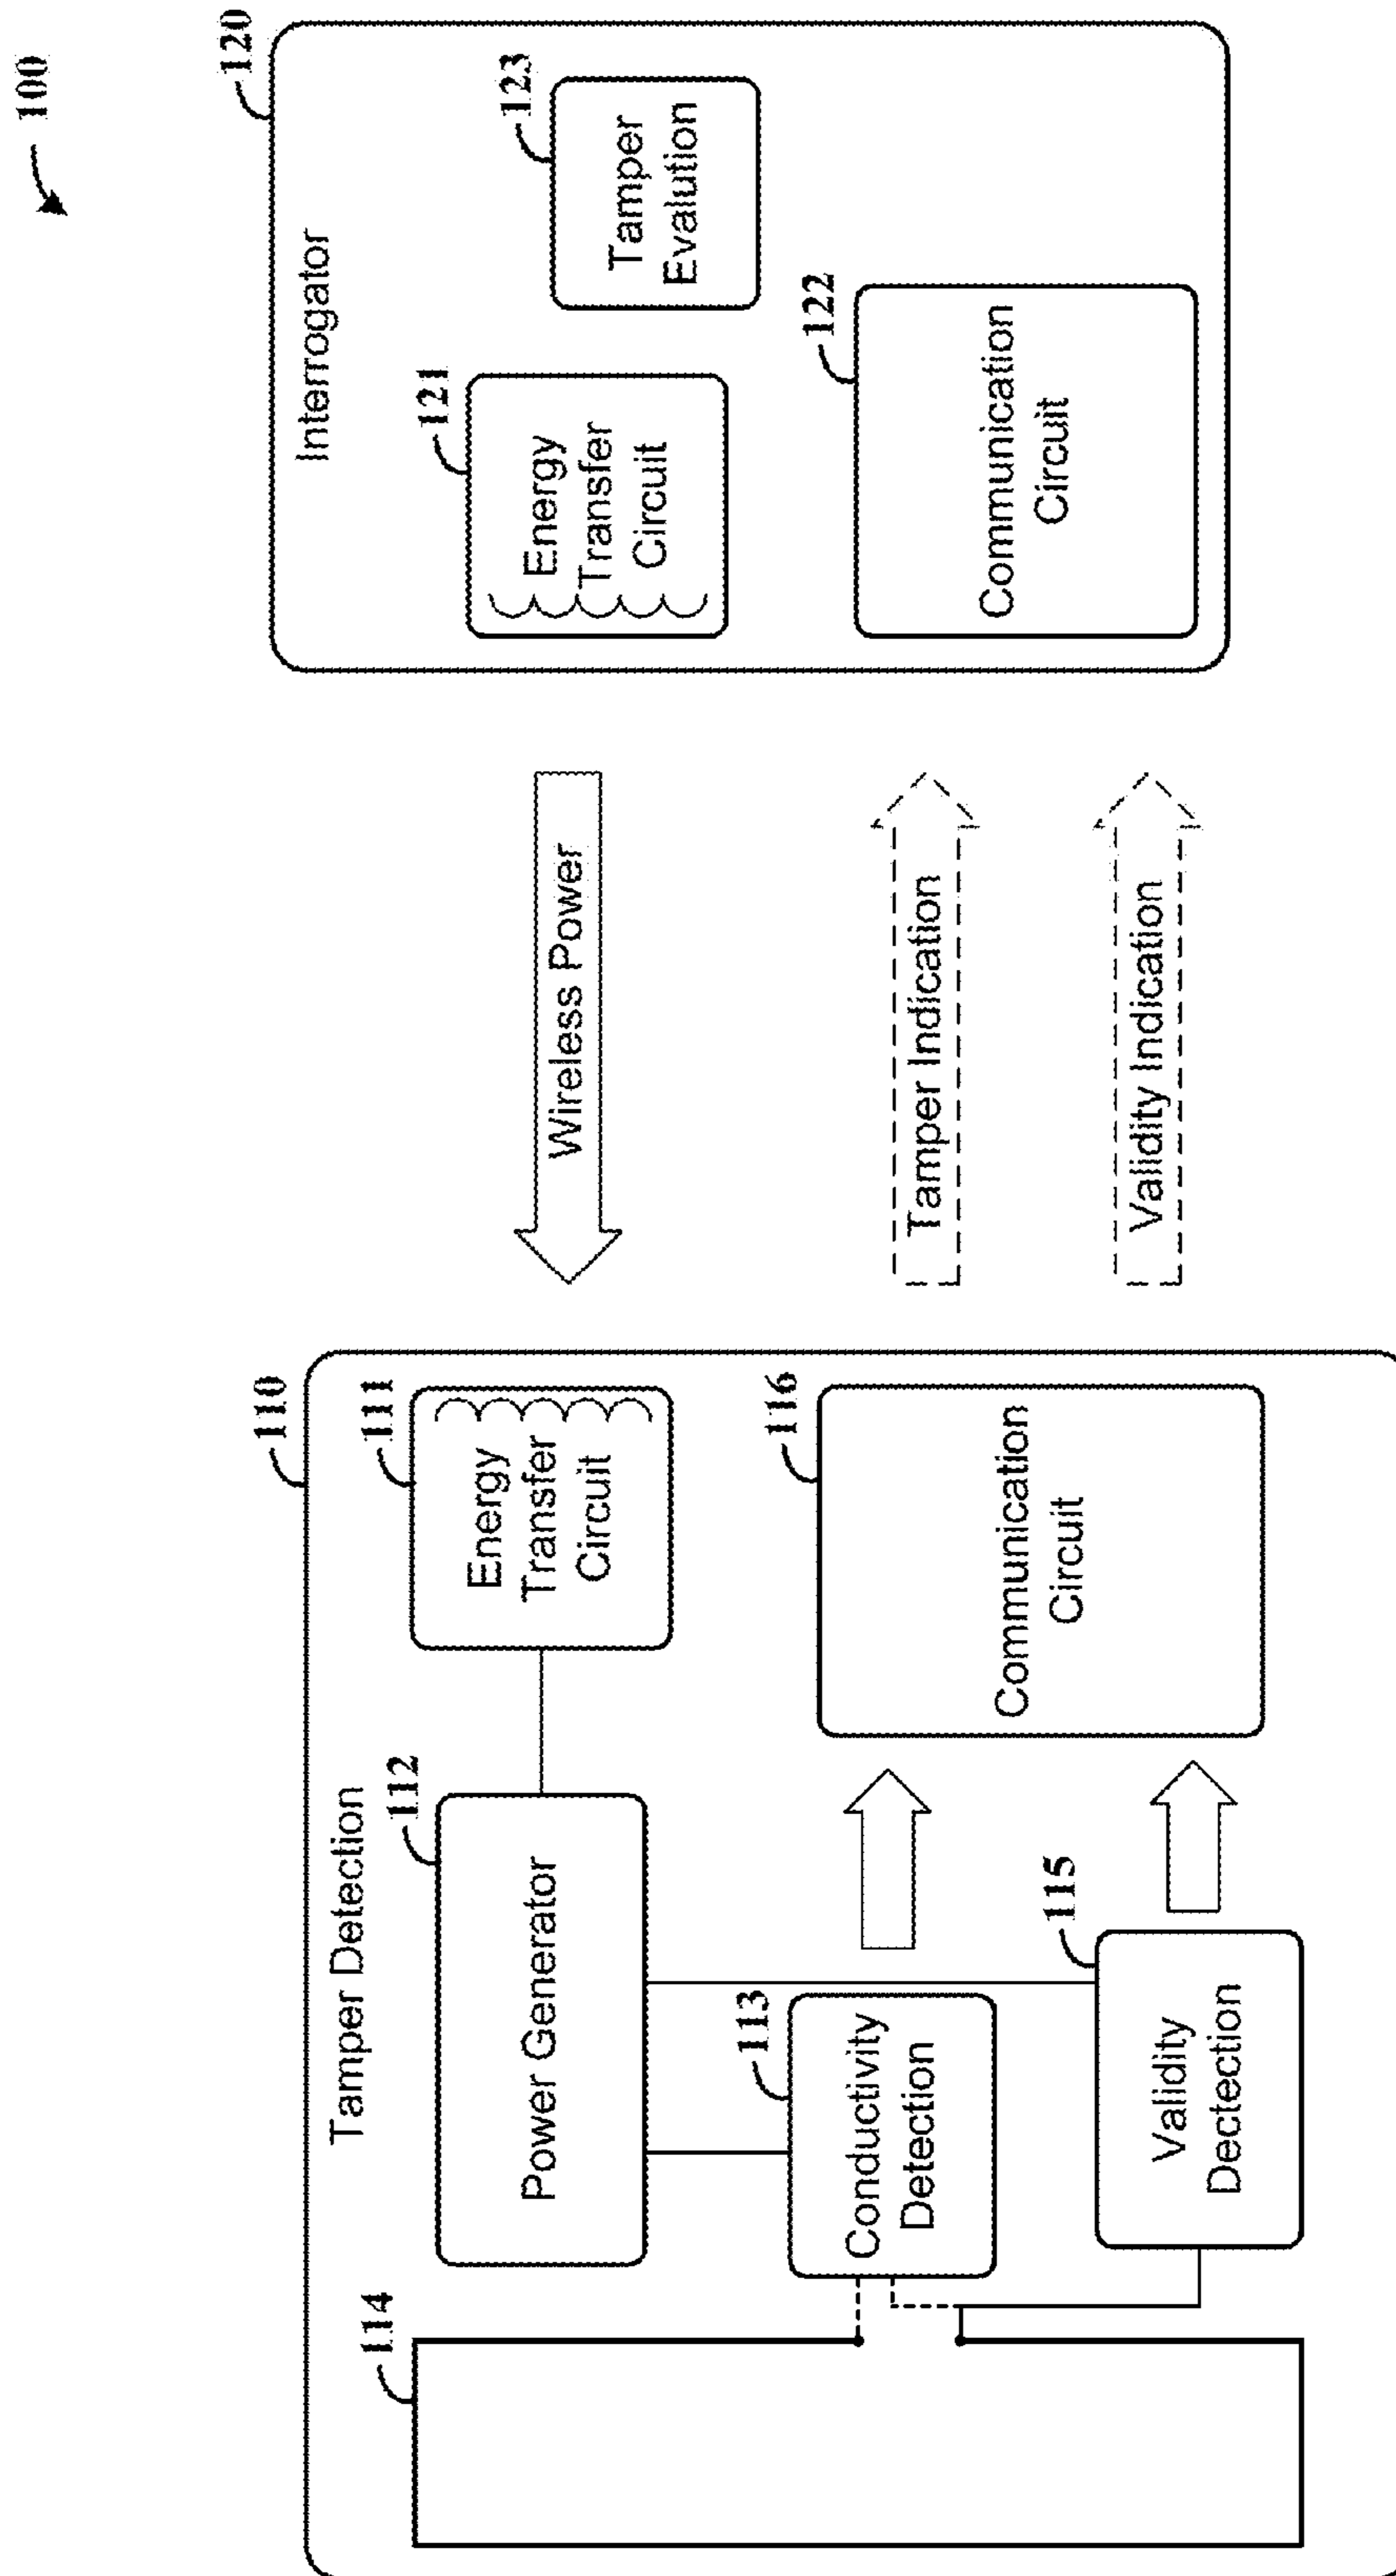 100
110
Tamper Detection
114
112
Power Generator
111
Energy
Transfer
Circuit
113
Conductivity
Detection
115
Validity
Dectection
116
Communication
Circuit
Wireless Power
Tamper Indication
Validity Indication
120
Interrogator
121
Energy
Transfer
Circuit
123
Tamper
Evalution
122
Communication
Circuit